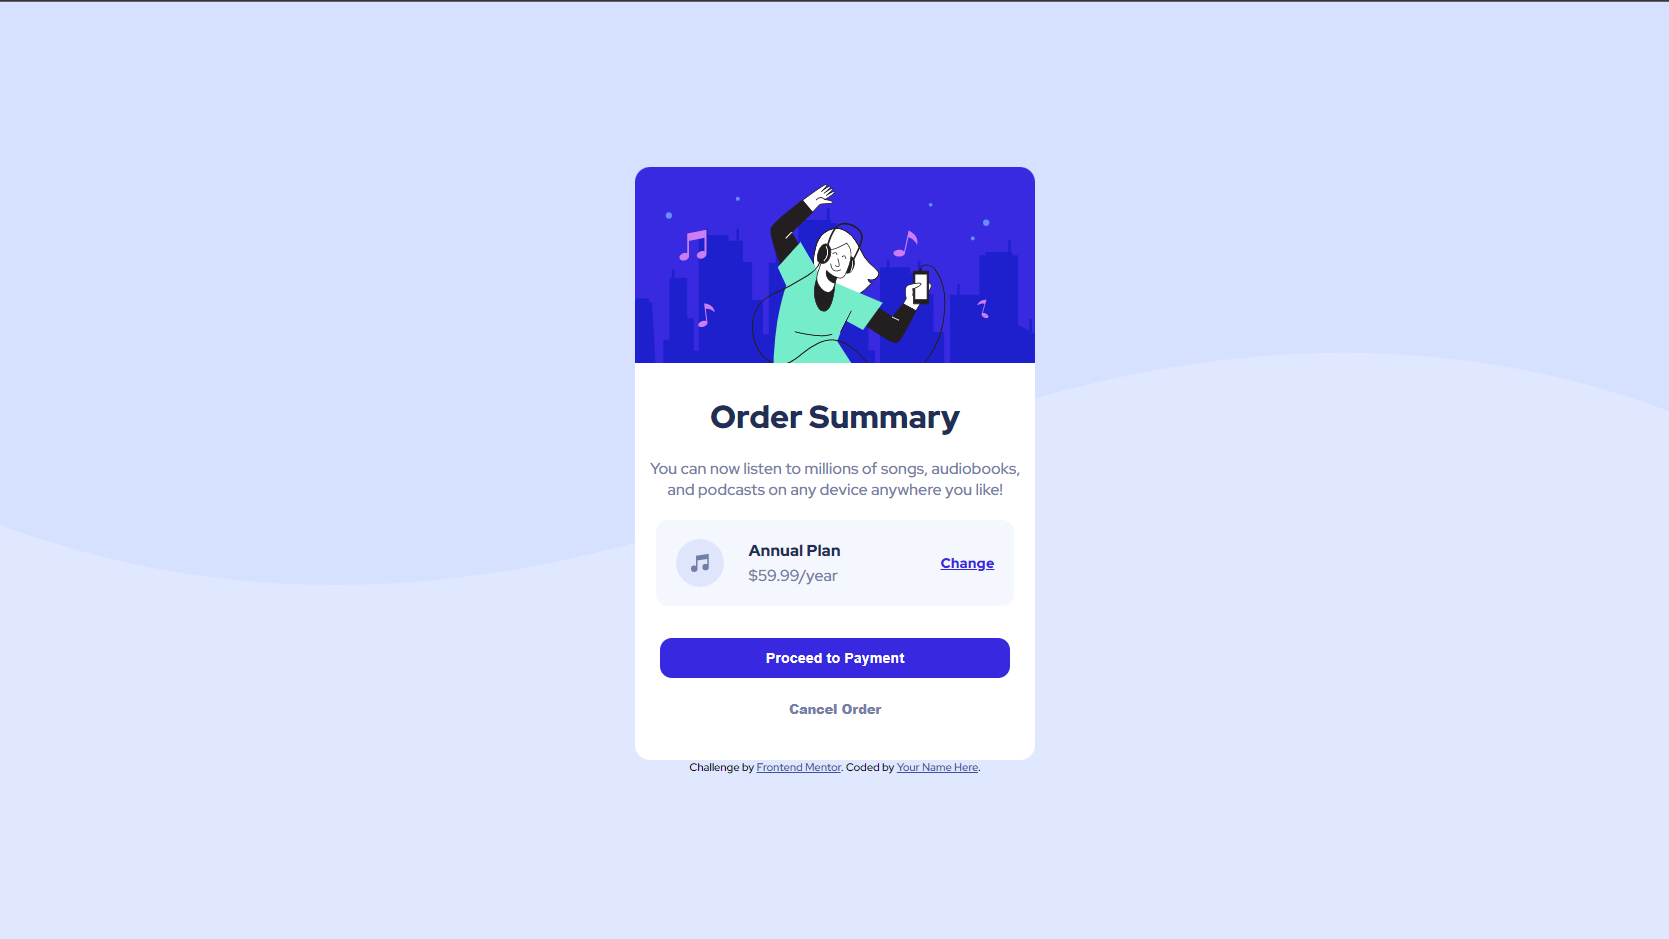 Order Summary
You can now listen to millions of songs, audiobooks,
and podcasts on any device anywhere you like!
Annual Plan
$59.99/year
Change
Proceed to Payment
Cancel Order
Challenge by Frontend Mentor. Coded by Your Name Here.